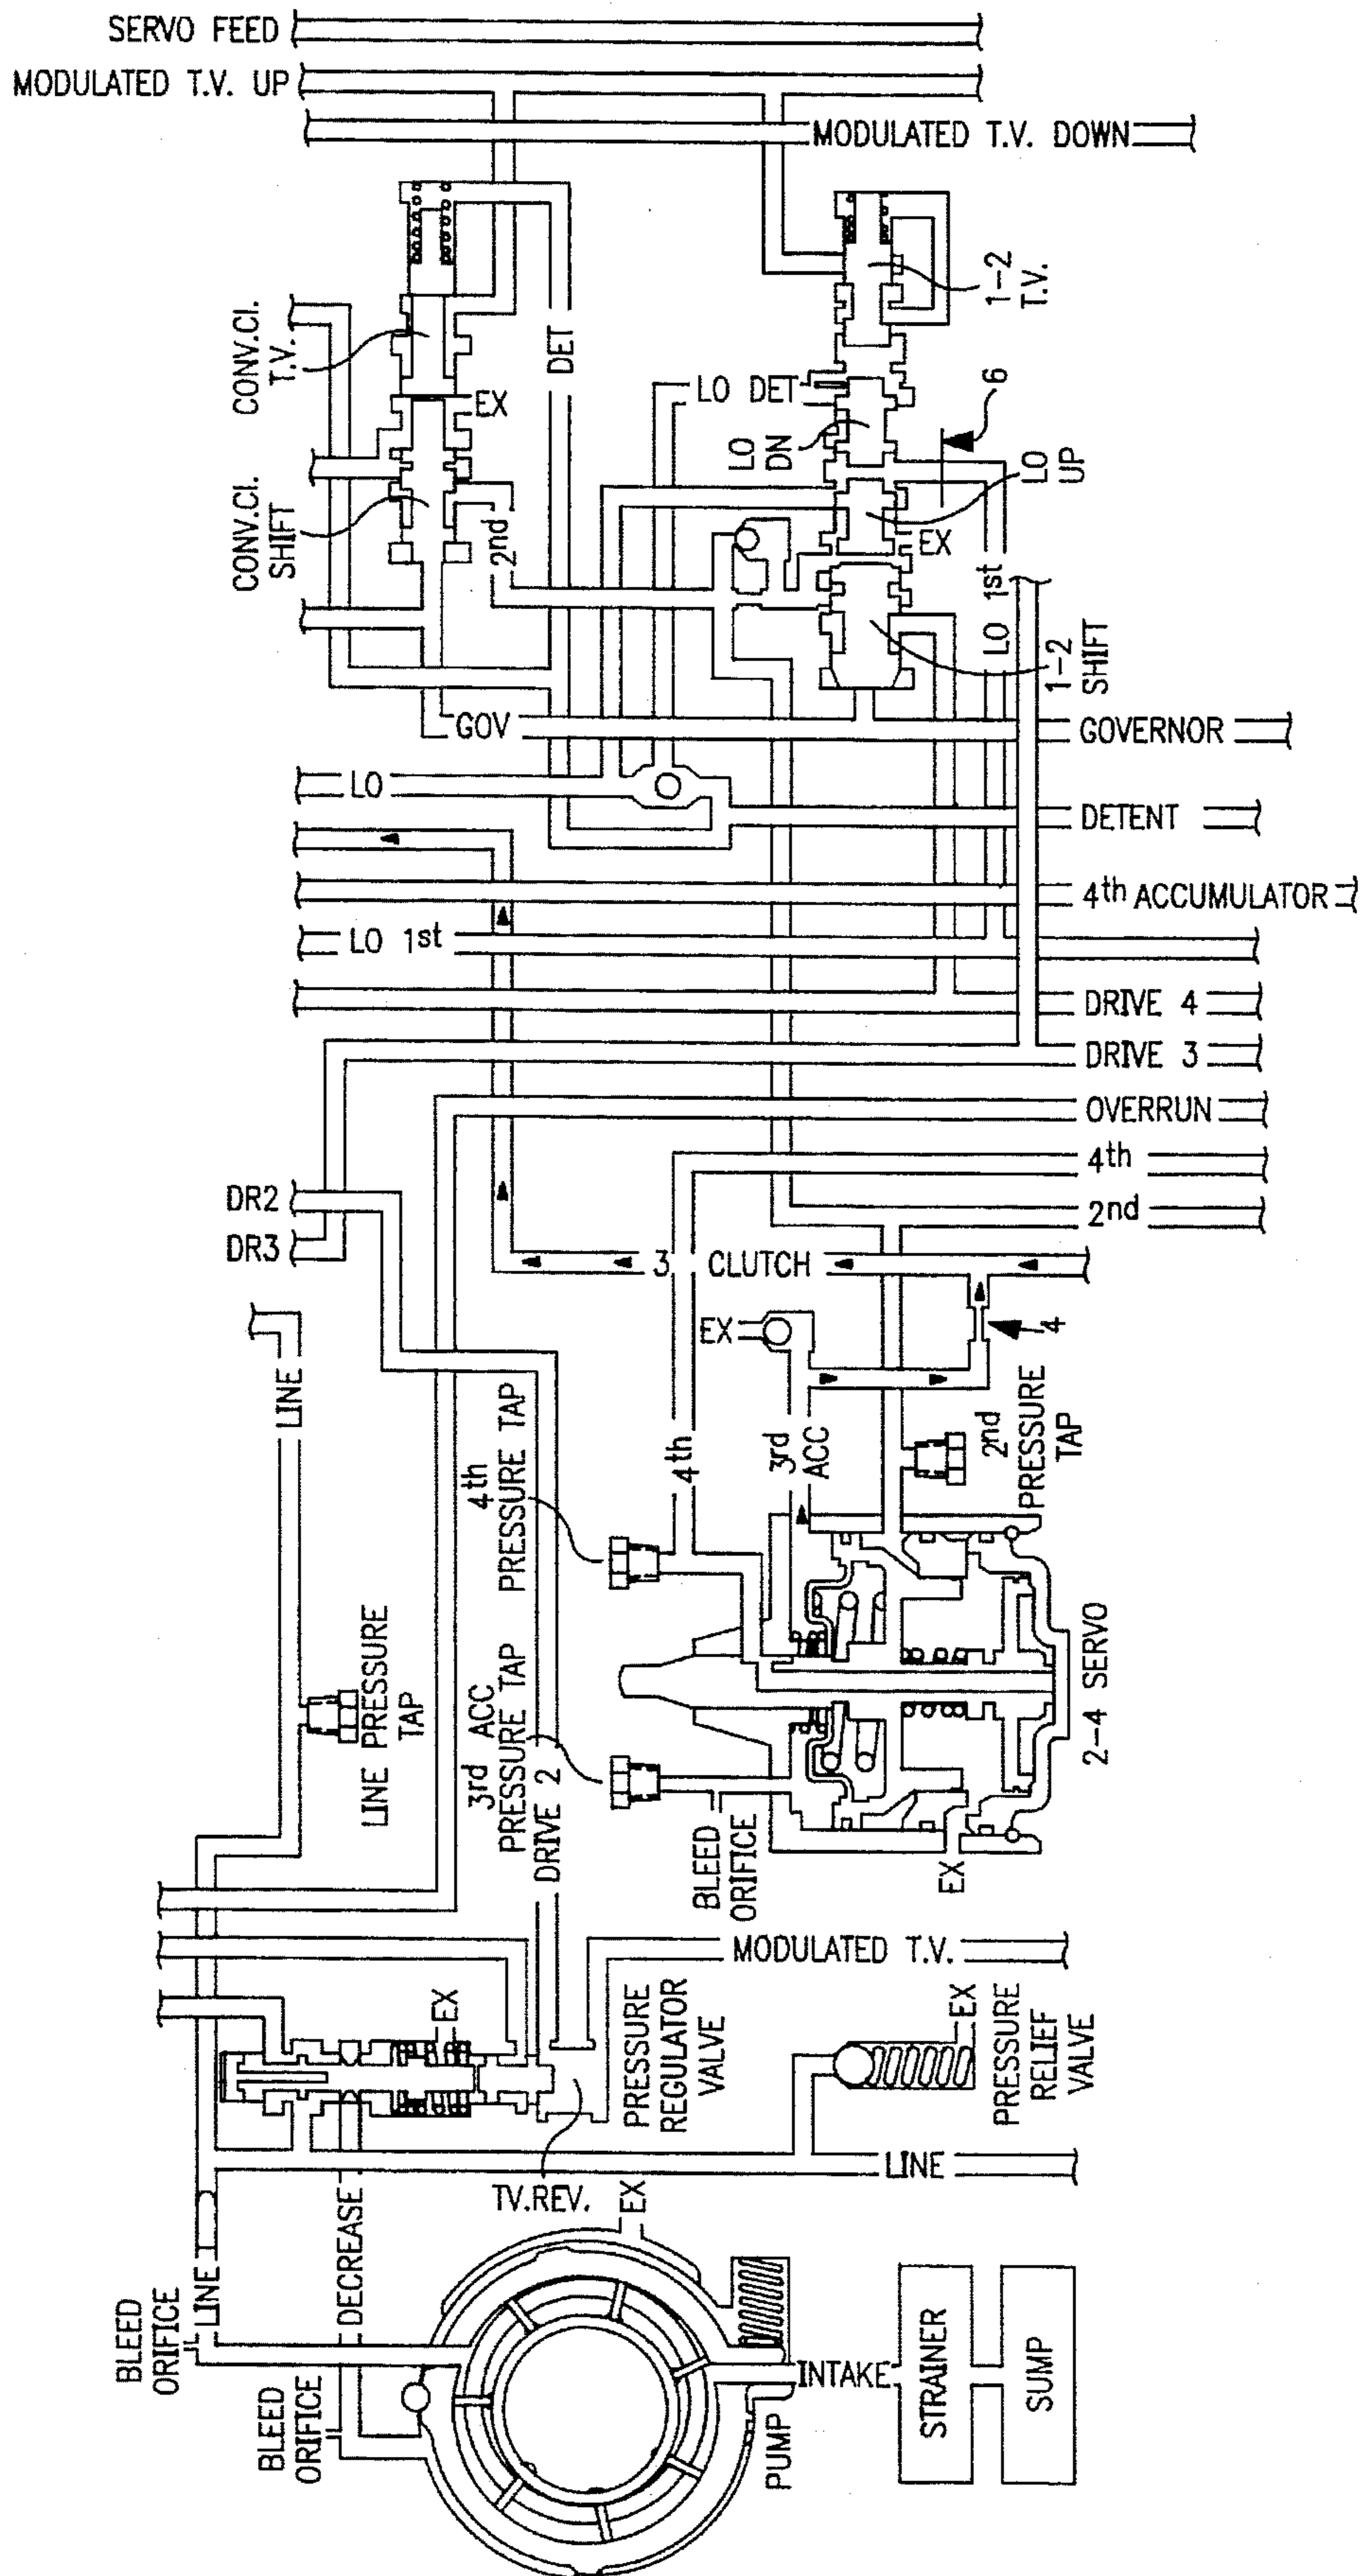 SERVO FEED
MODULATED T.V. UP
MODULATED T.V. DOWN
CONV.Cl.
T.V.
EX
DET
1-2
T.V.
LO DET
LO
DN
6
LO
UP
CONV.Cl.
SHIFT
2nd
EX
LO 1st
1-2
SHIFT
GOV
GOVERNOR
LO
DETENT
4th ACCUMULATOR
LO 1st
DRIVE 4
DRIVE 3
OVERRUN
4th
2nd
DR2
DR3
3 CLUTCH
EX
4
LINE
4th
PRESSURE TAP
4th
3rd
ACC
2nd
PRESSURE
TAP
LINE PRESSURE
TAP
3rd ACC
PRESSURE TAP
DRIVE 2
BLEED
ORIFICE
EX
2-4 SERVO
MODULATED T.V.
EX
PRESSURE
REGULATOR
VALVE
EX
PRESSURE
RELIEF
VALVE
LINE
TV.REV.
EX
DECREASE
BLEED
ORIFICE
LINE
BLEED
ORIFICE
PUMP
INTAKE
STRAINER
SUMP